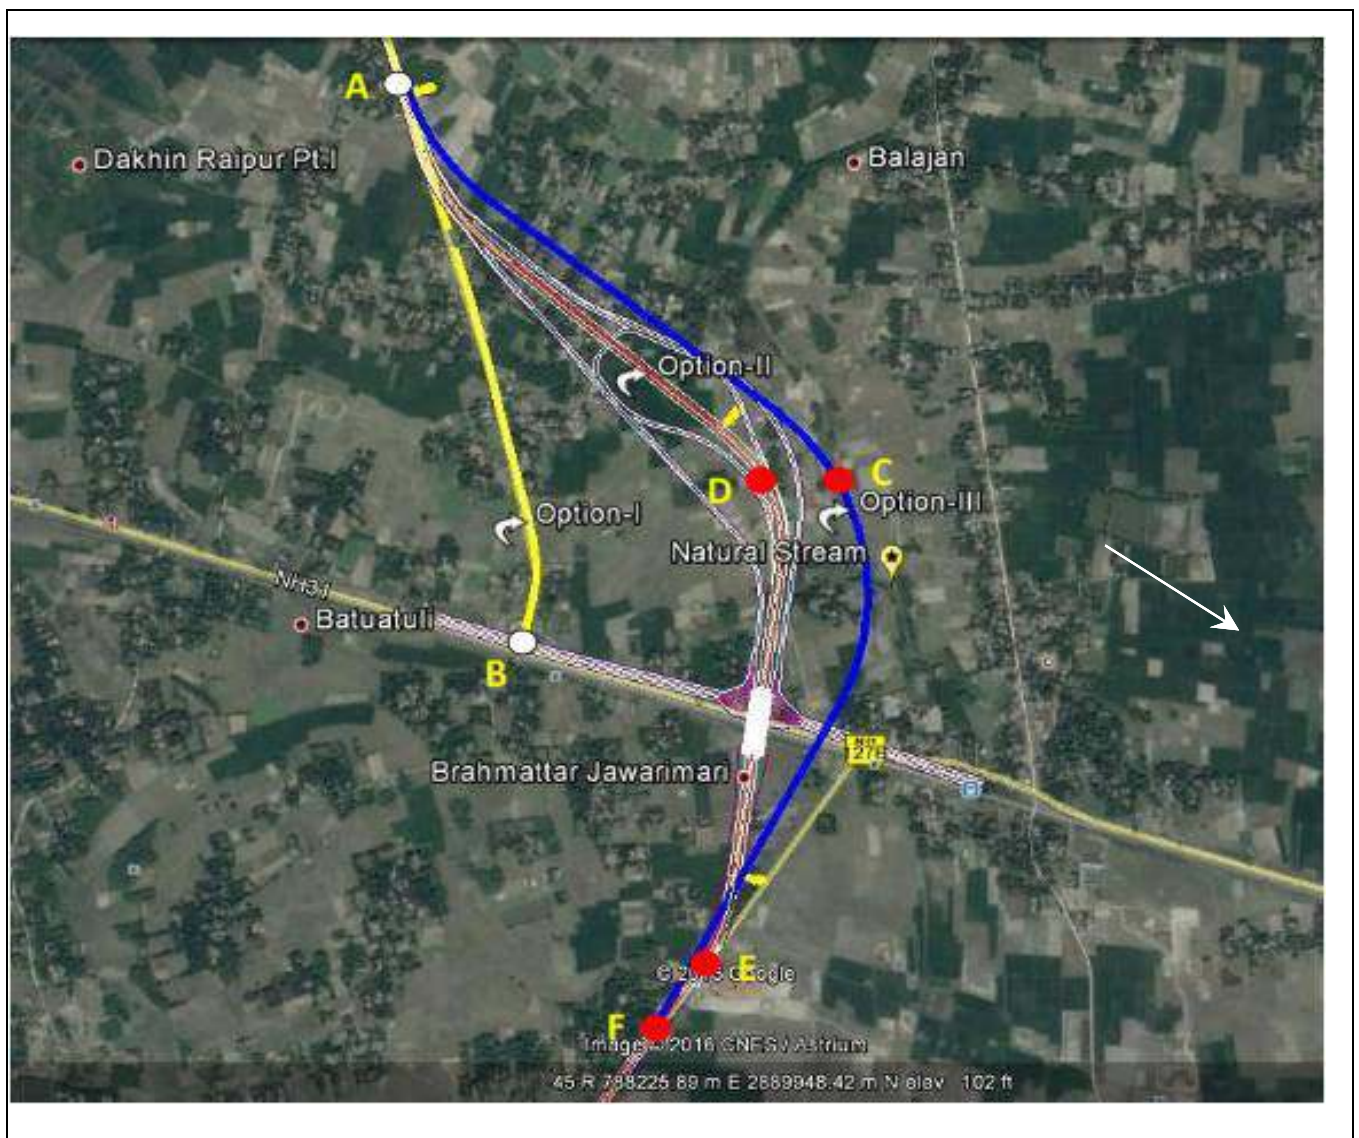 A
Dakhin Raipur Pt.I
Balajan
Option-II
D
C
Option-I
Option-III
Natural Stream
NH31
Batuatuli
B
Brahmattar Jawarimari
E
F
Image © 2016 CNES / Astrium
45 R 788225.89 m E 2889948.42 m N elev 102 ft